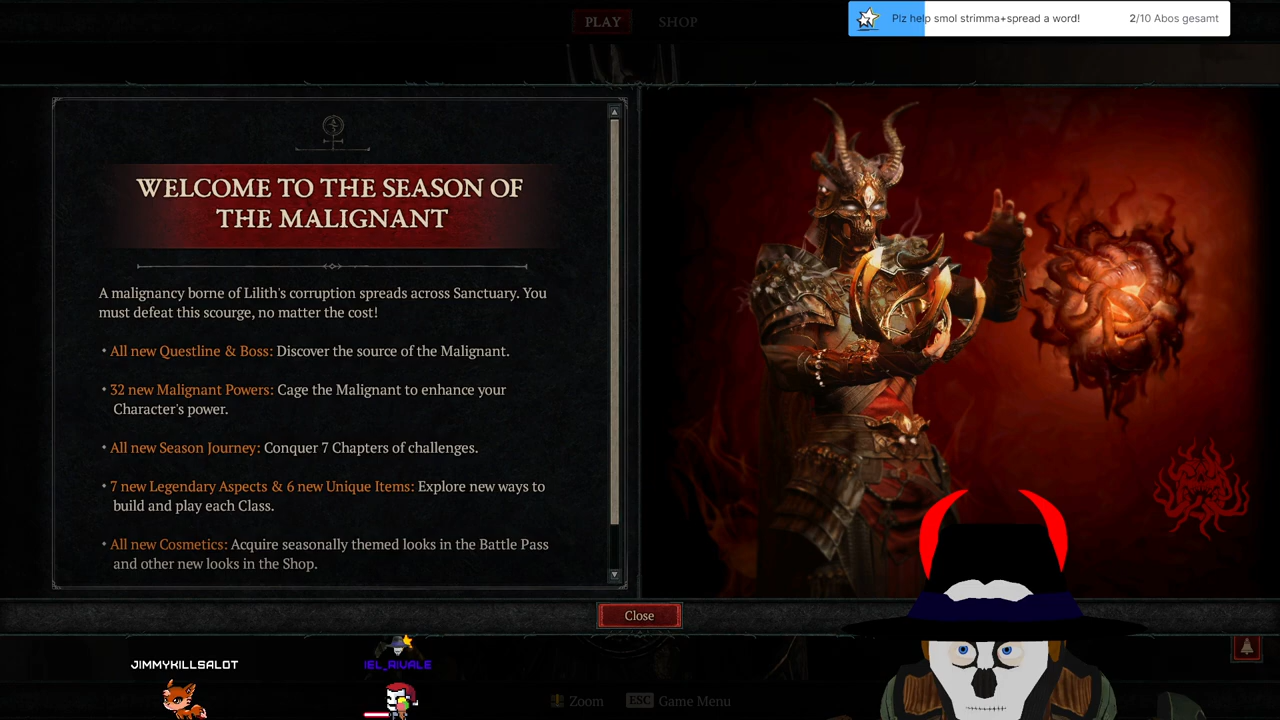 PLAY SHOP
Plz help smol strimma+spread a word! 2/10 Abos gesamt
WELCOME TO THE SEASON OF
THE MALIGNANT
A malignancy borne of Lilith's corruption spreads across Sanctuary. You
must defeat this scourge, no matter the cost!
• All new Questline & Boss: Discover the source of the Malignant.
• 32 new Malignant Powers: Cage the Malignant to enhance your
Character's power.
• All new Season Journey: Conquer 7 Chapters of challenges.
• 7 new Legendary Aspects & 6 new Unique Items: Explore new ways to
build and play each Class.
• All new Cosmetics: Acquire seasonally themed looks in the Battle Pass
and other new looks in the Shop.
Close
JIMMYKILLSALOT IEL_RIVALE
Zoom ESC Game Menu